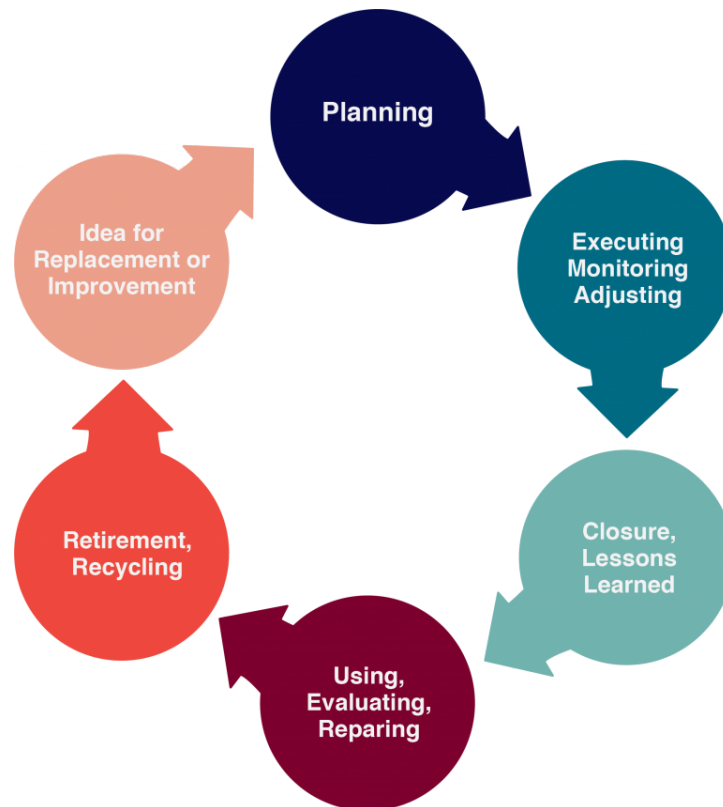 Planning
Executing
Monitoring
Adjusting
Closure,
Lessons
Learned
Using,
Evaluating,
Reparing
Retirement,
Recycling
Idea for
Replacement or
Improvement